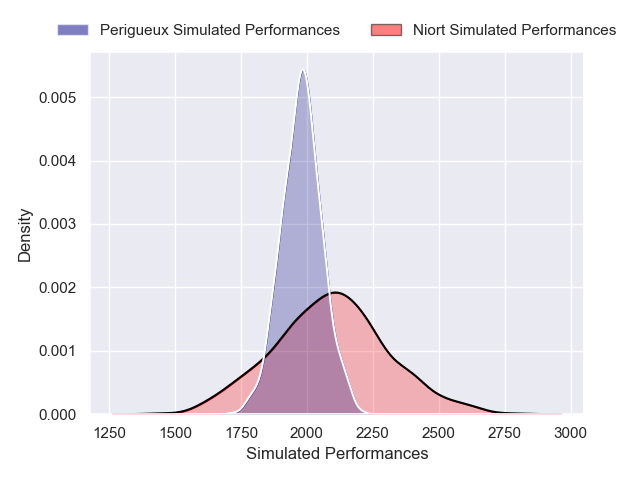 Perigueux Simulated Performances Niort Simulated Performances
0.005
0.004
0.003
0.002
0.001
0.000
Density
1250 1500 1750 2000 2250 2500 2750 3000
Simulated Performances